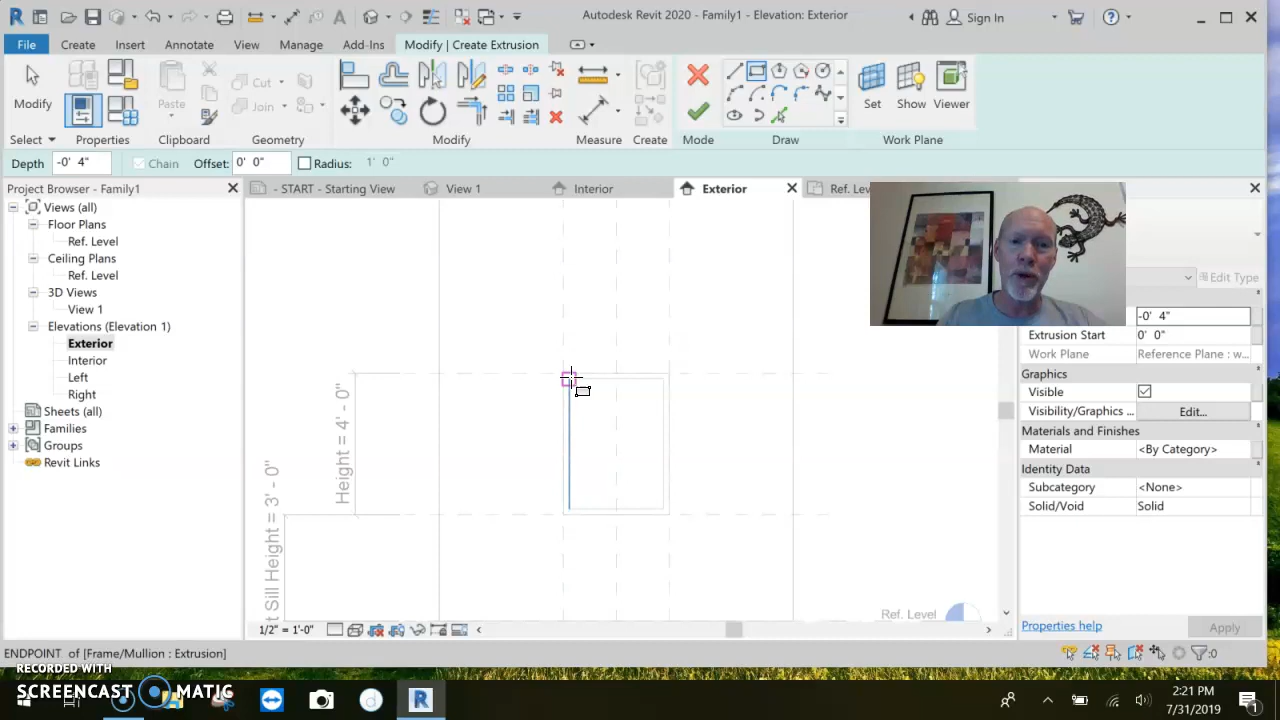 Autodesk Revit 2020 - Family1 - Elevation: Exterior
Sign In
File Create Insert Annotate View Manage Add-Ins Modify | Create Extrusion
Modify
Paste
Cut
Join
Set Show Viewer
Select Properties Clipboard Geometry Modify Measure Create Mode Draw Work Plane
Depth -0' 4" Chain Offset: 0' 0" Radius: 1' 0"
Project Browser - Family1
- START - Starting View View 1 Interior Exterior Ref. Lev
Views (all)
Floor Plans
Ref. Level
Ceiling Plans
Ref. Level
3D Views
View 1
Elevations (Elevation 1)
Exterior
Interior
Left
Right
Sheets (all)
Families
Groups
Revit Links
Height = 4' - 0"
t Sill Height = 3' - 0"
Ref. Level
Edit Type
-0' 4"
Extrusion Start 0' 0"
Work Plane Reference Plane : w...
Graphics
Visible
Visibility/Graphics ... Edit...
Materials and Finishes
Material <By Category>
Identity Data
Subcategory <None>
Solid/Void Solid
Properties help Apply
1/2" = 1'-0"
ENDPOINT of [Frame/Mullion : Extrusion]
:0
RECORDED WITH
SCREENCAST MATIC
2:21 PM
7/31/2019
1